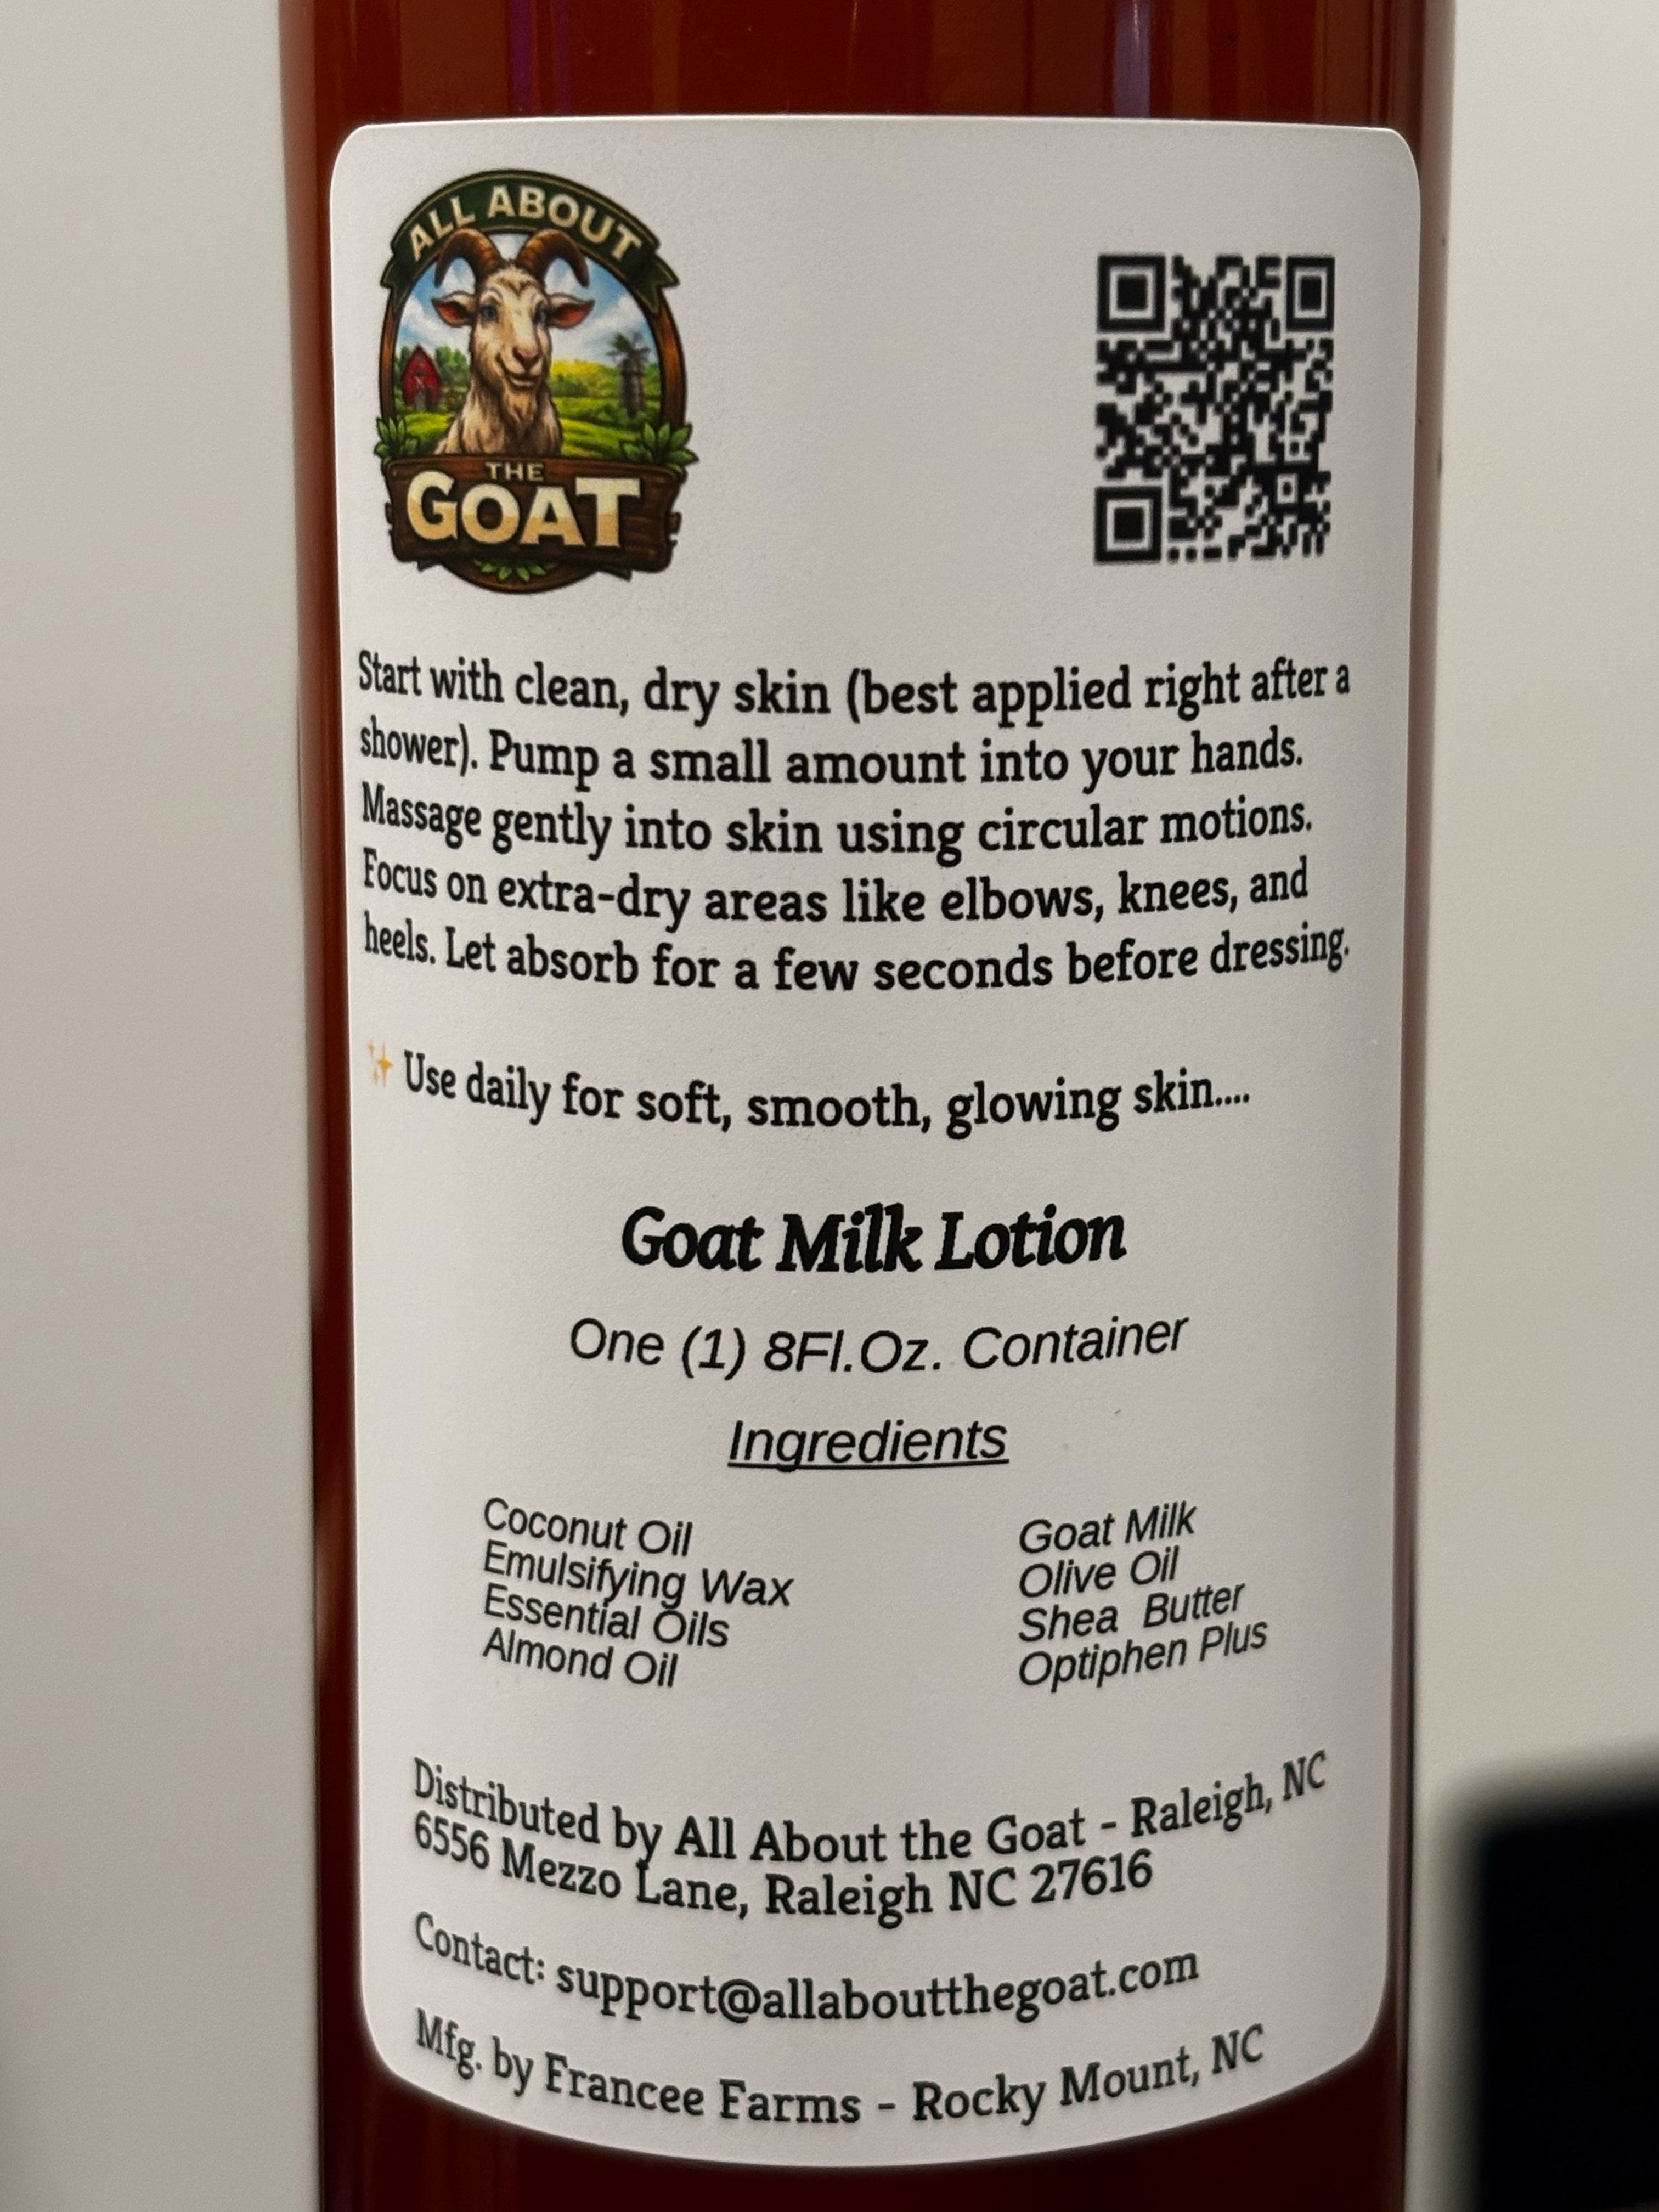 ALL ABOUT
THE
GOAT
Start with clean, dry skin (best applied right after a
shower). Pump a small amount into your hands.
Massage gently into skin using circular motions.
Focus on extra-dry areas like elbows, knees, and
heels. Let absorb for a few seconds before dressing.
✨ Use daily for soft, smooth, glowing skin....
Goat Milk Lotion
One (1) 8Fl.Oz. Container
Ingredients
Coconut Oil
Emulsifying Wax
Essential Oils
Almond Oil
Goat Milk
Olive Oil
Shea Butter
Optiphen Plus
Distributed by All About the Goat - Raleigh, NC
6556 Mezzo Lane, Raleigh NC 27616
Contact: support@allaboutthegoat.com
Mfg. by Francee Farms - Rocky Mount, NC